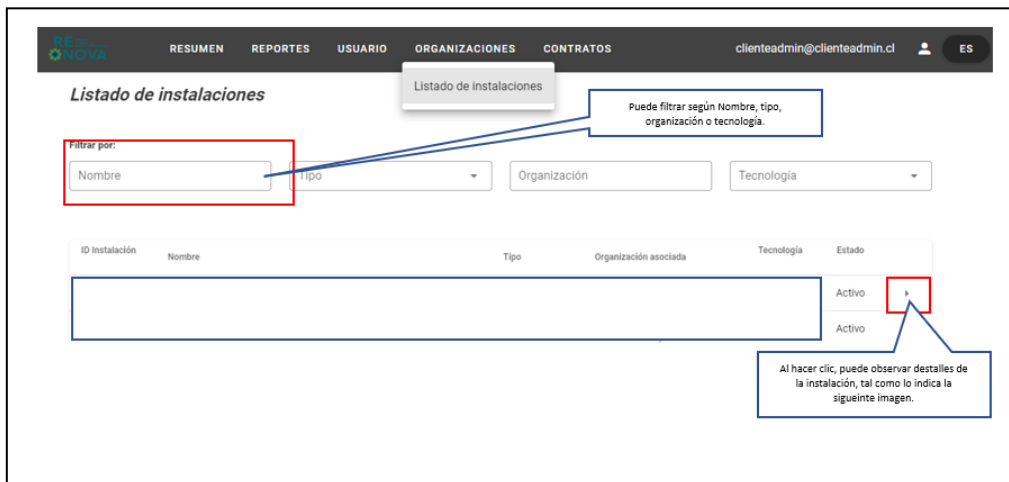 RE
NOVA
RESUMEN REPORTES USUARIO ORGANIZACIONES CONTRATOS clienteadmin@clienteadmin.cl ES
Listado de instalaciones
Listado de instalaciones
Puede filtrar según Nombre, tipo,
organización o tecnología.
Filtrar por:
Nombre Tipo Organización Tecnología
ID Instalación Nombre Tipo Organización asociada Tecnología Estado
Activo
Activo
Al hacer clic, puede observar destalles de
la instalación, tal como lo indica la
sigueinte imagen.